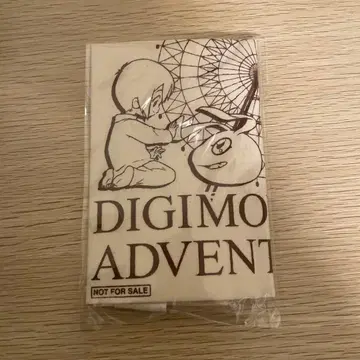 DIGIMO
ADVENT
NOT FOR SALE